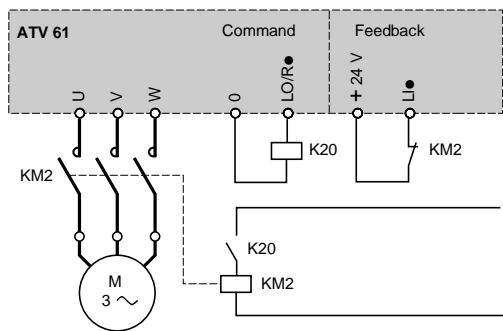 ATV 61
Command
Feedback
U
V
W
0
LO/R●
+ 24 V
LI●
K20
KM2
KM2
K20
KM2
M
3 ~